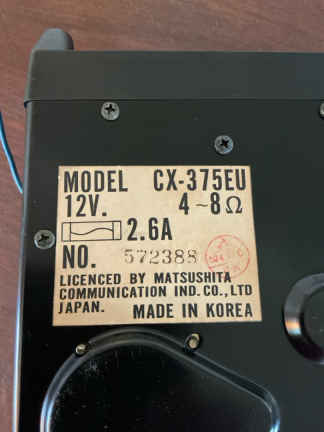 MODEL CX-375EU
12V. 4~8Ω
2.6A
NO. 572388
LICENCED BY MATSUSHITA
COMMUNICATION IND. CO., LTD
JAPAN. MADE IN KOREA